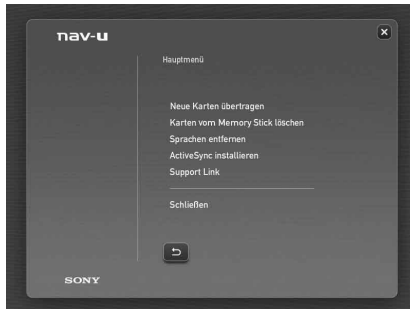 nav-u
Hauptmenü
Neue Karten übertragen
Karten vom Memory Stick löschen
Sprachen entfernen
ActiveSync installieren
Support Link
Schließen
SONY